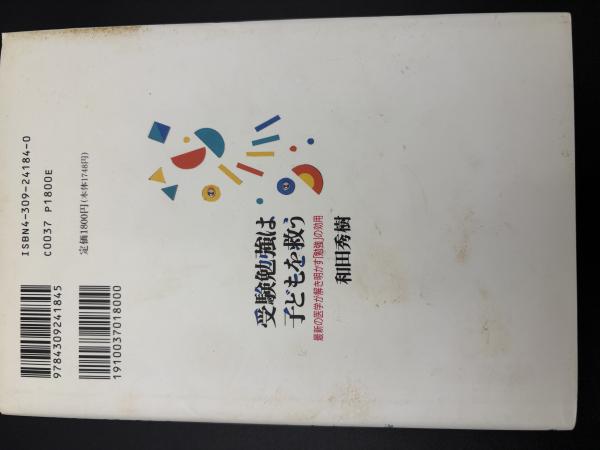 受験勉強は
子どもを救う
最新の医学が解き明かす「勉強」の効用
和田秀樹
ISBN4-309-24184-0
C0037 P1800E
定価1800円(本体1748円)
9784309241845
1910037018000